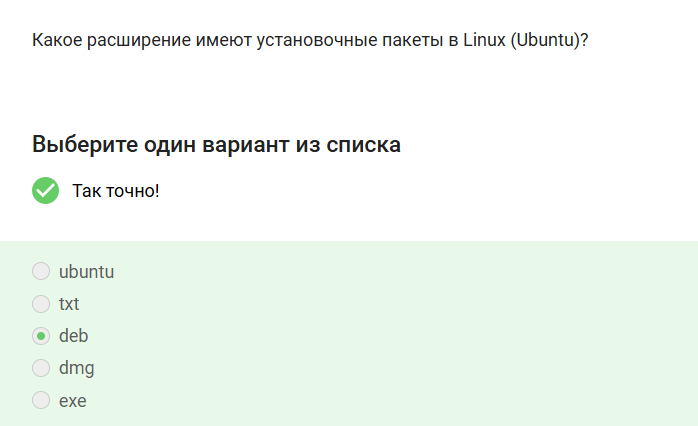 Какое расширение имеют установочные пакеты в Linux (Ubuntu)?
Выберите один вариант из списка
Так точно!
ubuntu
txt
deb
dmg
exe